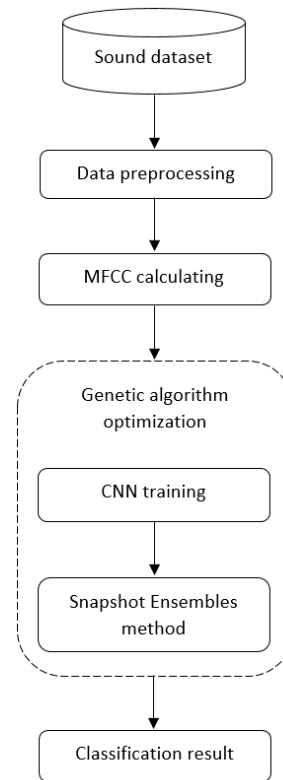 Sound dataset
Data preprocessing
MFCC calculating
Genetic algorithm
optimization
CNN training
Snapshot Ensembles
method
Classification result